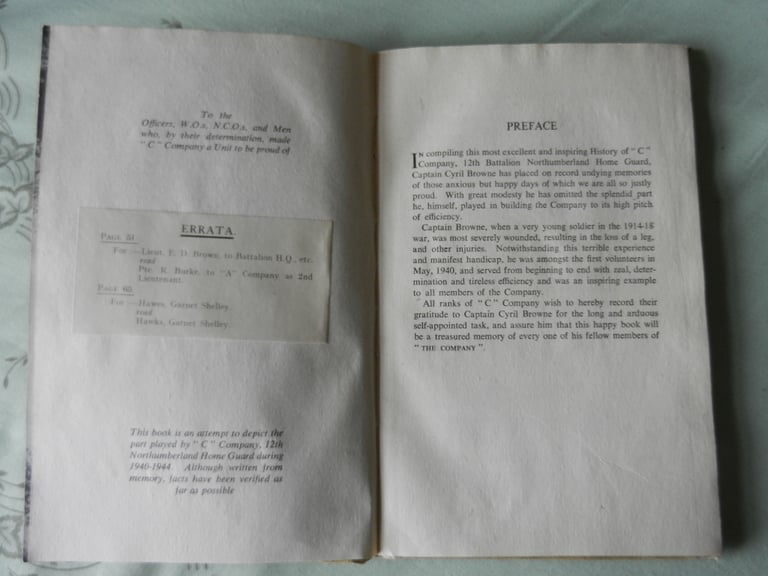 To the
Officers, W.O.s, N.C.O.s, and Men
who, by their determination, made
" C " Company a Unit to be proud of
ERRATA.
PAGE 51
For —Lieut. E. D. Brown, to Battalion H.Q., etc.
read
Pte. R. Burke, to "A" Company as 2nd
Lieutenant.
PAGE 65
For —Hawes, Garnet Shelley.
read
Hawks, Garnet Shelley.
This book is an attempt to depict the
part played by " C " Company, 12th
Northumberland Home Guard during
1940-1944. Although written from
memory, facts have been verified as
far as possible
PREFACE
IN compiling this most excellent and inspiring History of " C "
Company, 12th Battalion Northumberland Home Guard,
Captain Cyril Browne has placed on record undying memories
of those anxious but happy days of which we are all so justly
proud. With great modesty he has omitted the splendid part
he, himself, played in building the Company to its high pitch
of efficiency.
Captain Browne, when a very young soldier in the 1914-18
war, was most severely wounded, resulting in the loss of a leg,
and other injuries. Notwithstanding this terrible experience
and manifest handicap, he was amongst the first volunteers in
May, 1940, and served from beginning to end with zeal, deter-
mination and tireless efficiency and was an inspiring example
to all members of the Company.
All ranks of " C " Company wish to hereby record their
gratitude to Captain Cyril Browne for the long and arduous
self-appointed task, and assure him that this happy book will
be a treasured memory of every one of his fellow members of
" THE COMPANY ".